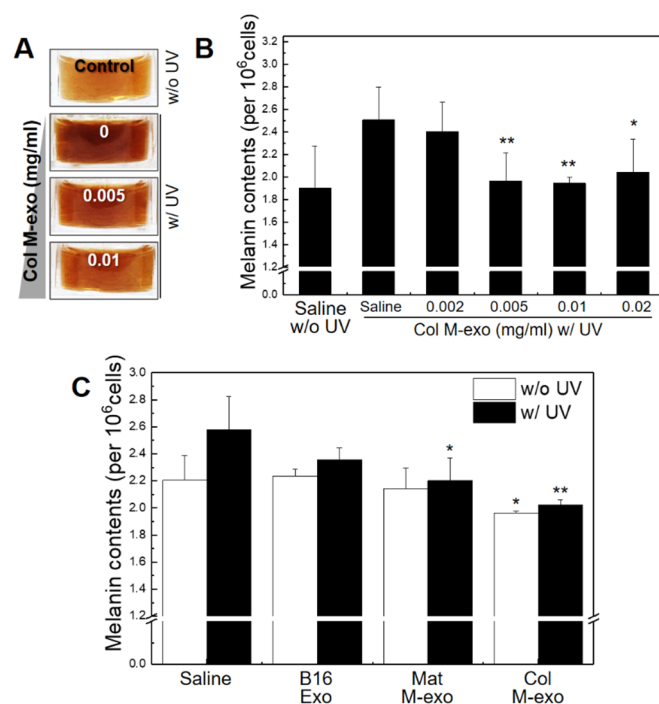 A
Control
w/o UV
Col M-exo (mg/ml)
0
0.005
0.01
w/ UV
B
Melanin contents (per 10⁶cells)
3.2
3.0
2.8
2.6
2.4
2.2
2.0
1.8
1.6
1.4
1.2
0.0
** ** *
Saline
w/o UV
Saline 0.002 0.005 0.01 0.02
Col M-exo (mg/ml) w/ UV
C
Melanin contents (per 10⁶cells)
3.0
2.8
2.6
2.4
2.2
2.0
1.8
1.6
1.4
1.2
0.0
w/o UV
w/ UV
* * **
Saline B16 Mat Col
Exo M-exo M-exo